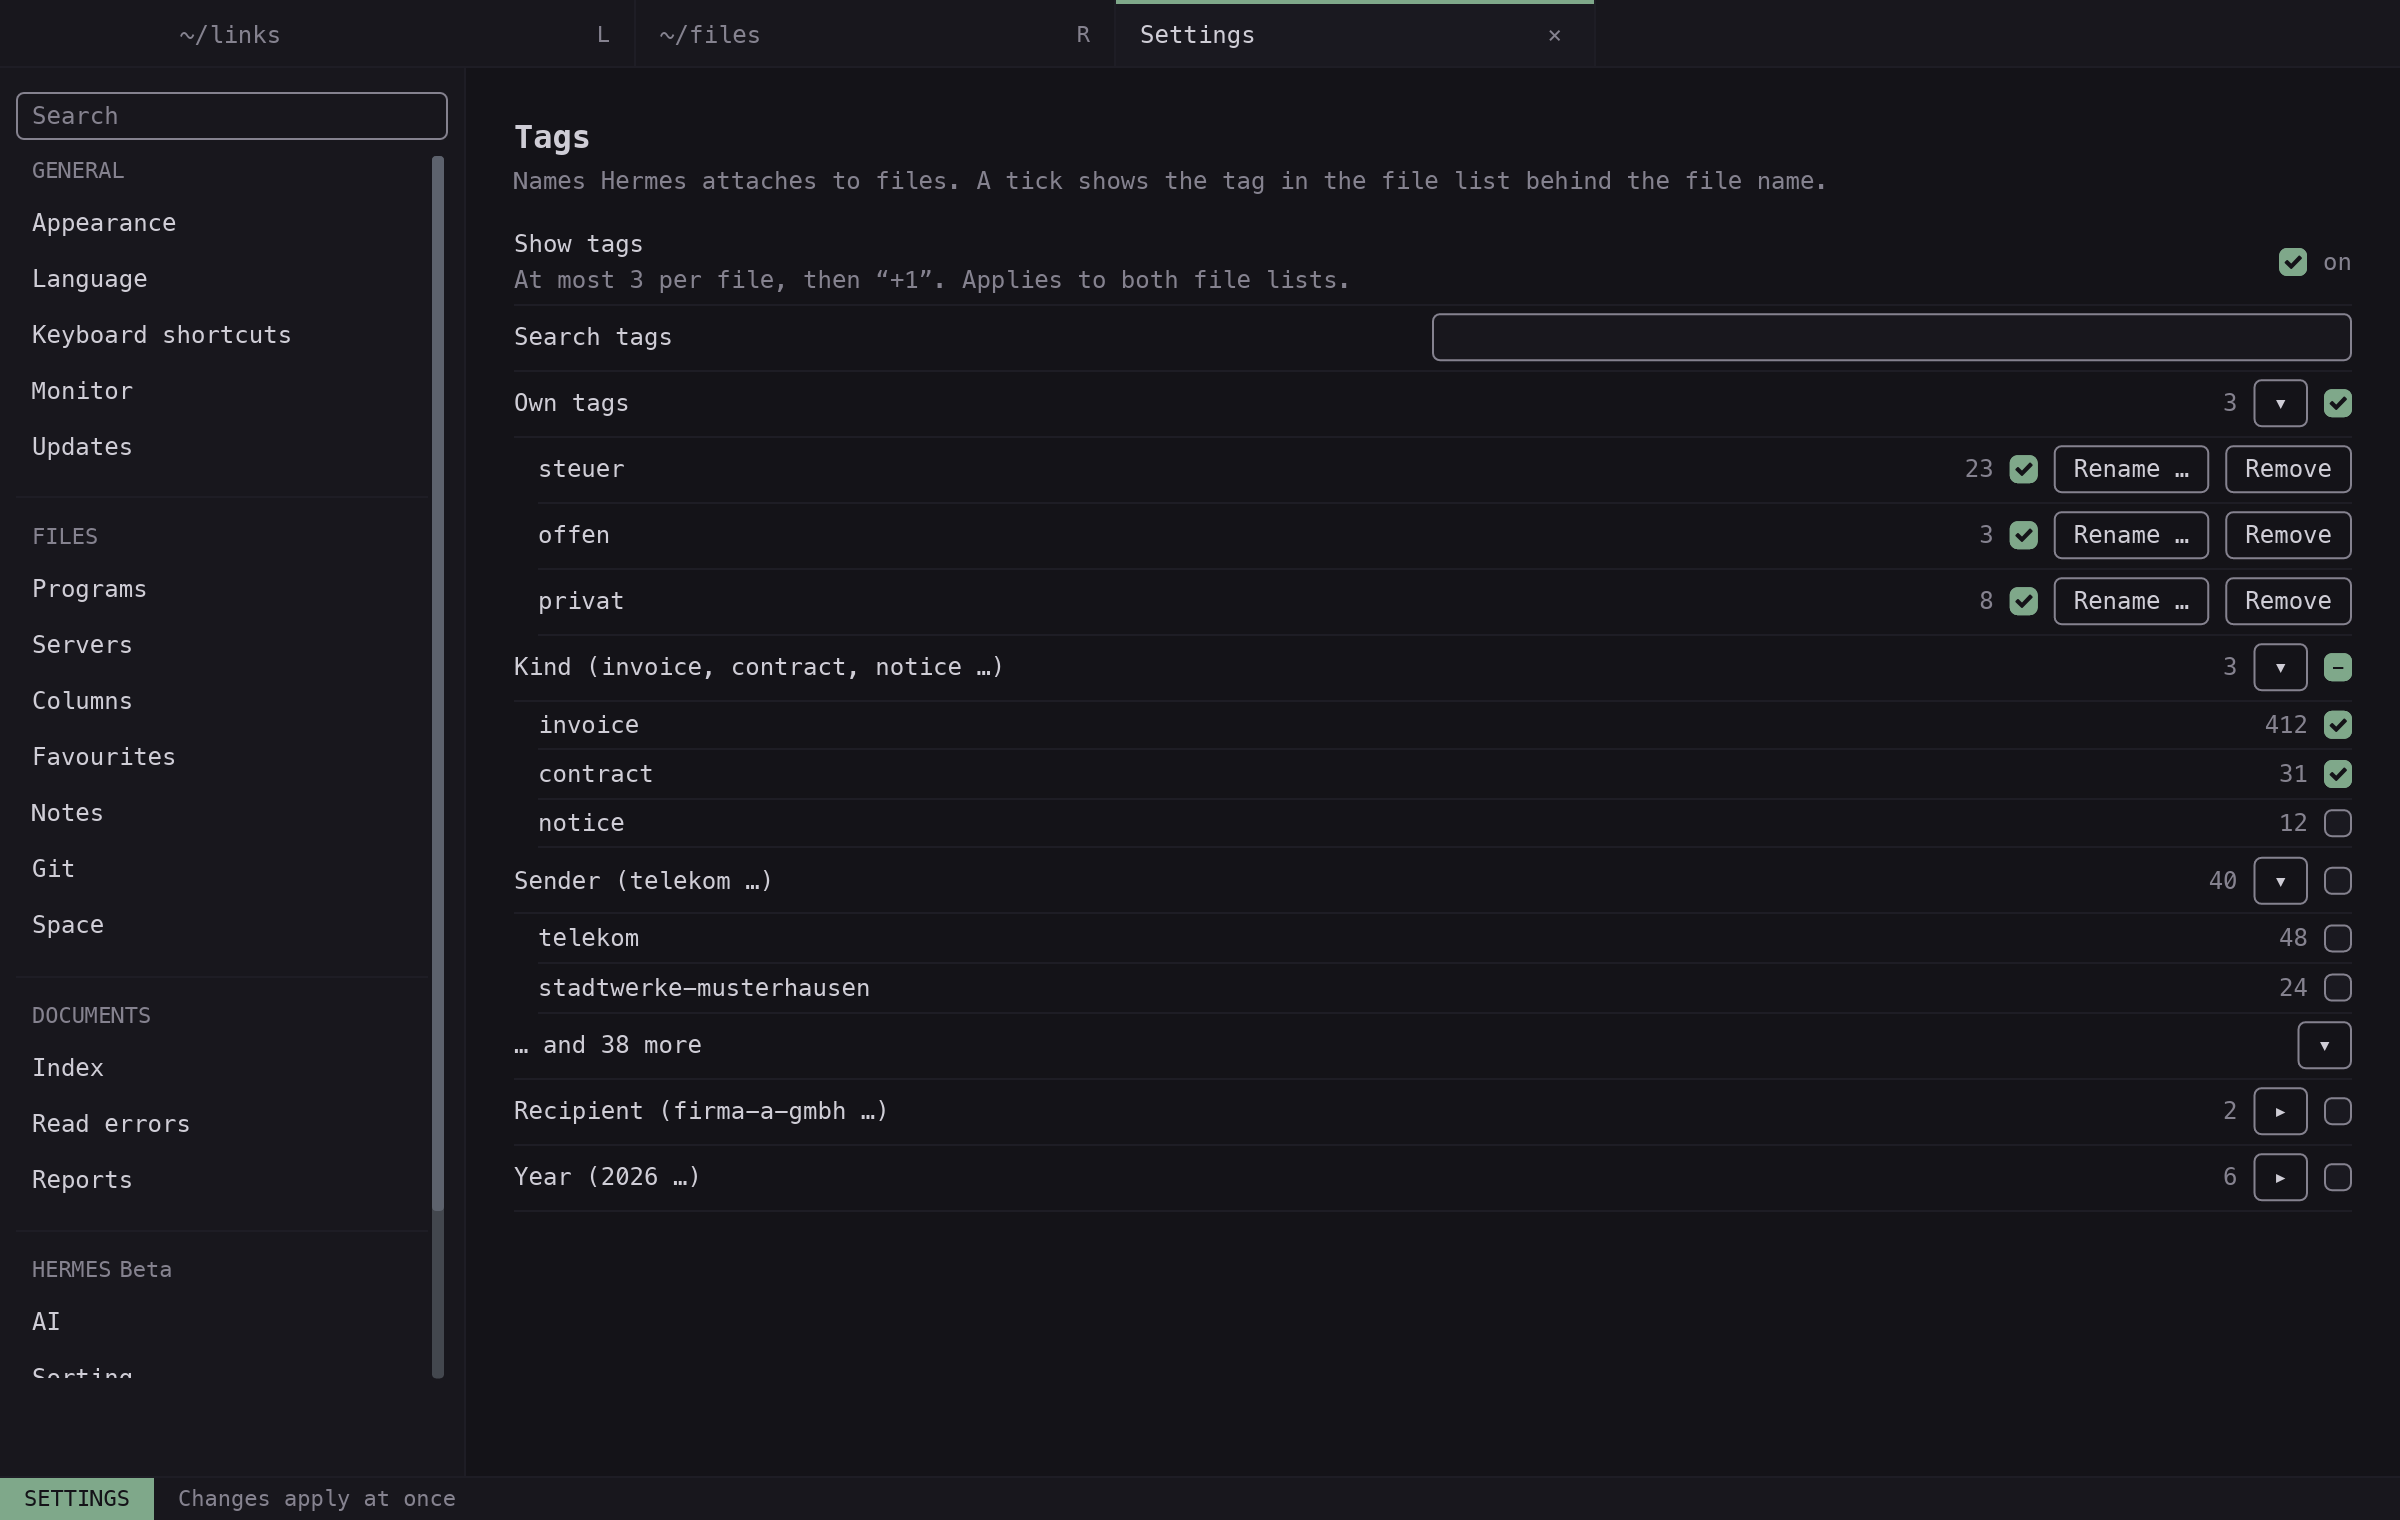 ~/links L ~/files R Settings ×
Search
GENERAL
Appearance
Language
Keyboard shortcuts
Monitor
Updates
FILES
Programs
Servers
Columns
Favourites
Notes
Git
Space
DOCUMENTS
Index
Read errors
Reports
HERMES Beta
AI
Sorting
Tags
Names Hermes attaches to files. A tick shows the tag in the file list behind the file name.
Show tags
At most 3 per file, then “+1”. Applies to both file lists.
on
Search tags
Own tags 3 ▾
steuer 23 Rename … Remove
offen 3 Rename … Remove
privat 8 Rename … Remove
Kind (invoice, contract, notice …) 3 ▾
invoice 412
contract 31
notice 12
Sender (telekom …) 40 ▾
telekom 48
stadtwerke-musterhausen 24
… and 38 more ▾
Recipient (firma-a-gmbh …) 2 ▸
Year (2026 …) 6 ▸
SETTINGS Changes apply at once